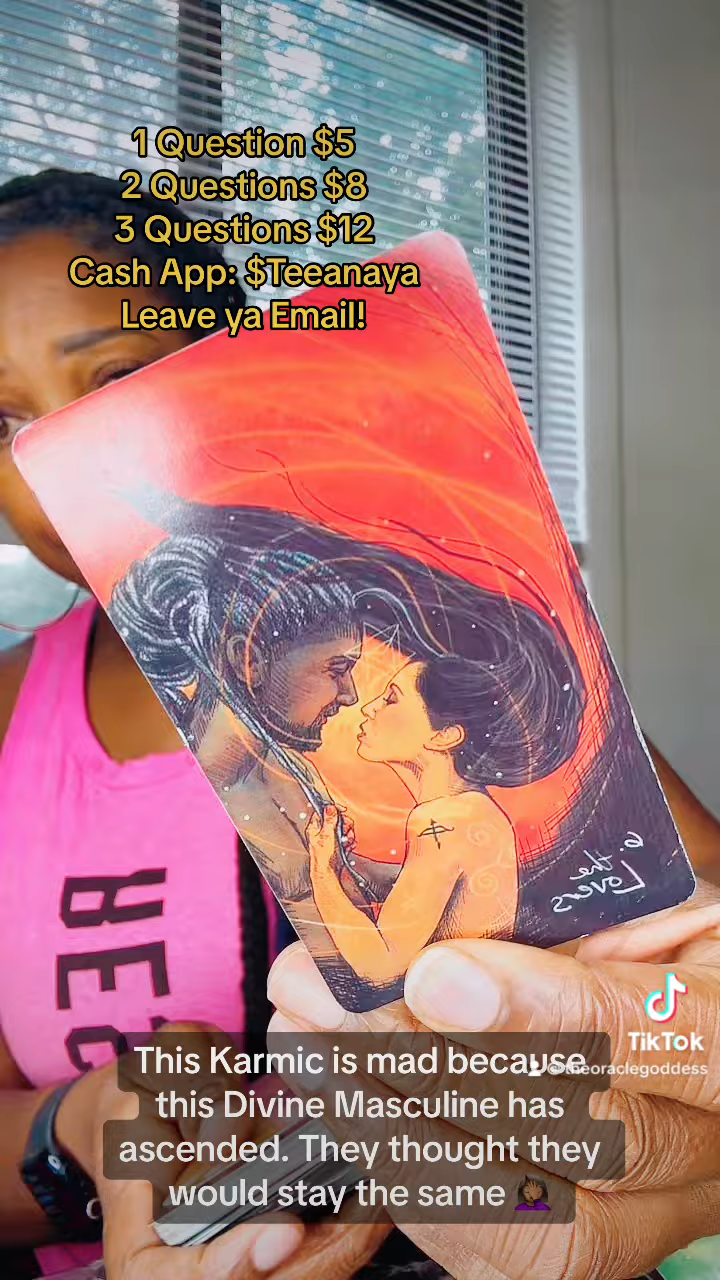 1 Question $5
2 Questions $8
3 Questions $12
Cash App: $Teeanaya
Leave ya Email!
6. the
Lovers
TikTok
@theoraclegoddess
This Karmic is mad because
this Divine Masculine has
ascended. They thought they
would stay the same